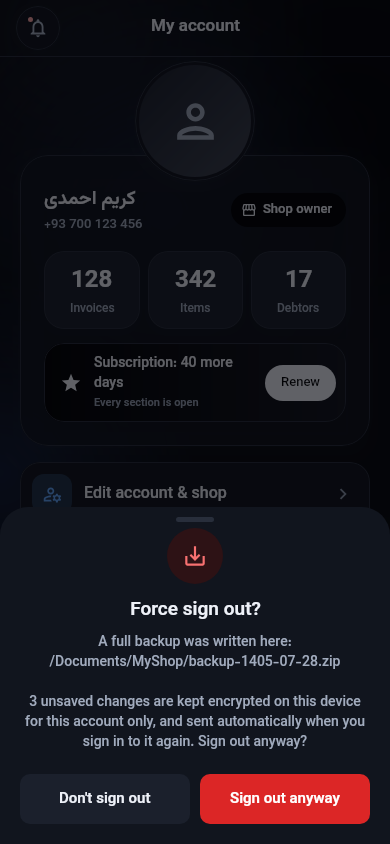 My account
کریم احمدی
+93 700 123 456
Shop owner
128
342
17
Invoices
Items
Debtors
Subscription: 40 more
days
Every section is open
Renew
Edit account & shop
Force sign out?
A full backup was written here:
/Documents/MyShop/backup-1405-07-28.zip
3 unsaved changes are kept encrypted on this device
for this account only, and sent automatically when you
sign in to it again. Sign out anyway?
Don't sign out
Sign out anyway